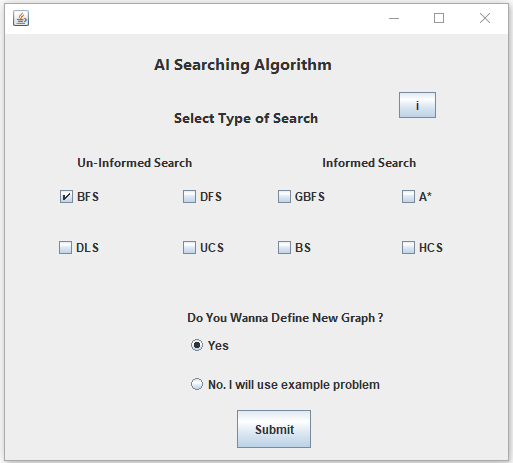 AI Searching Algorithm
i
Select Type of Search
Un-Informed Search Informed Search
BFS DFS GBFS A*
DLS UCS BS HCS
Do You Wanna Define New Graph ?
Yes
No. I will use example problem
Submit